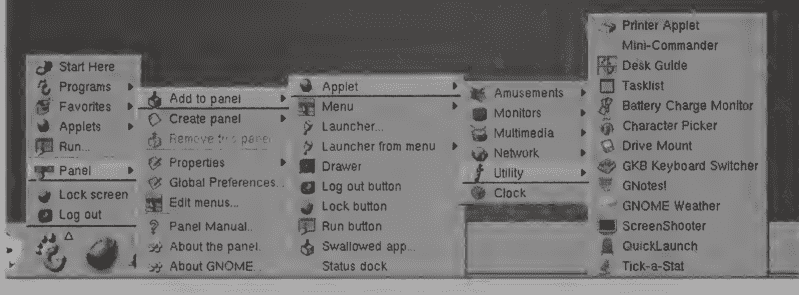 Start Here
Programs
Favorites
Applets
Run...
Panel
Lock screen
Log out
Add to panel
Create panel
Remove this panel
Properties
Global Preferences...
Edit menus...
Panel Manual...
About the panel...
About GNOME...
Applet
Menu
Launcher...
Launcher from menu
Drawer
Log out button
Lock button
Run button
Swallowed app...
Status dock
Amusements
Monitors
Multimedia
Network
Utility
Clock
Printer Applet
Mini-Commander
Desk Guide
Tasklist
Battery Charge Monitor
Character Picker
Drive Mount
GKB Keyboard Switcher
GNotes!
GNOME Weather
ScreenShooter
QuickLaunch
Tick-a-Stat